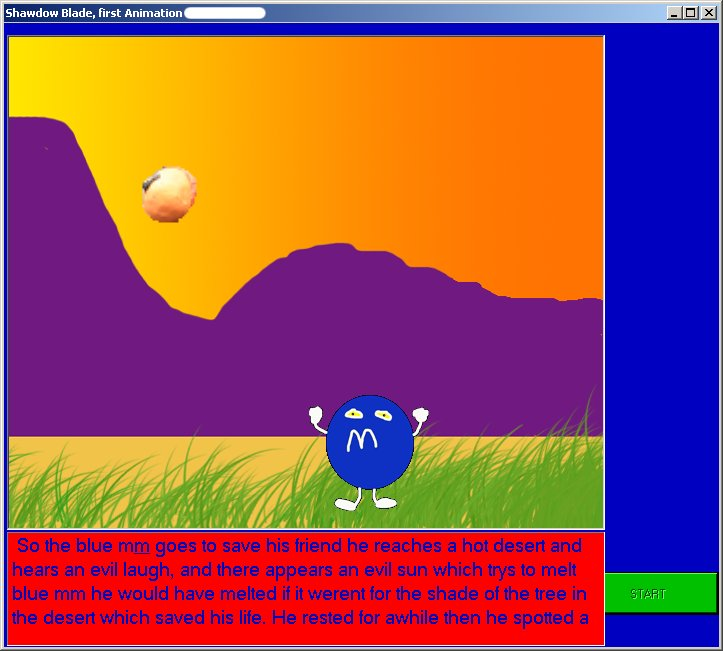 Shawdow Blade, first Animation
m
So the blue mm goes to save his friend he reaches a hot desert and
hears an evil laugh, and there appears an evil sun which trys to melt
blue mm he would have melted if it werent for the shade of the tree in
the desert which saved his life. He rested for awhile then he spotted a
START